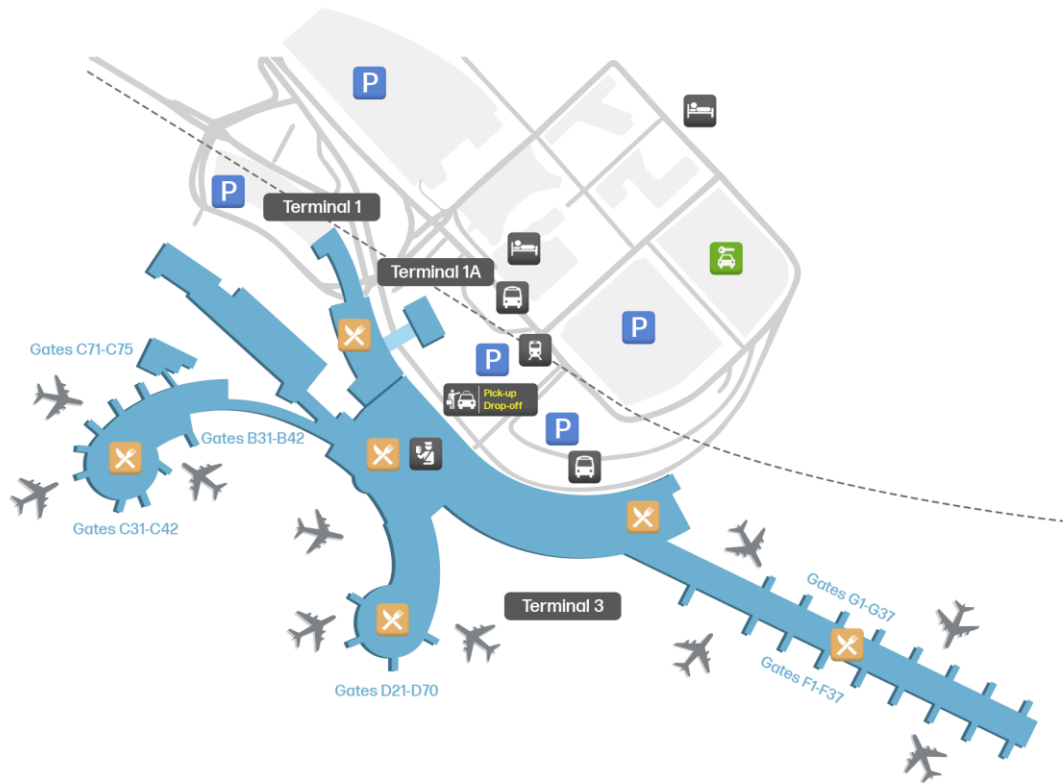 P
P
Terminal 1
Terminal 1A
P
Gates C71-C75
P
Pick-up
Drop-off
P
Gates B31-B42
Gates C31-C42
Gates G1-G37
Terminal 3
Gates F1-F37
Gates D21-D70